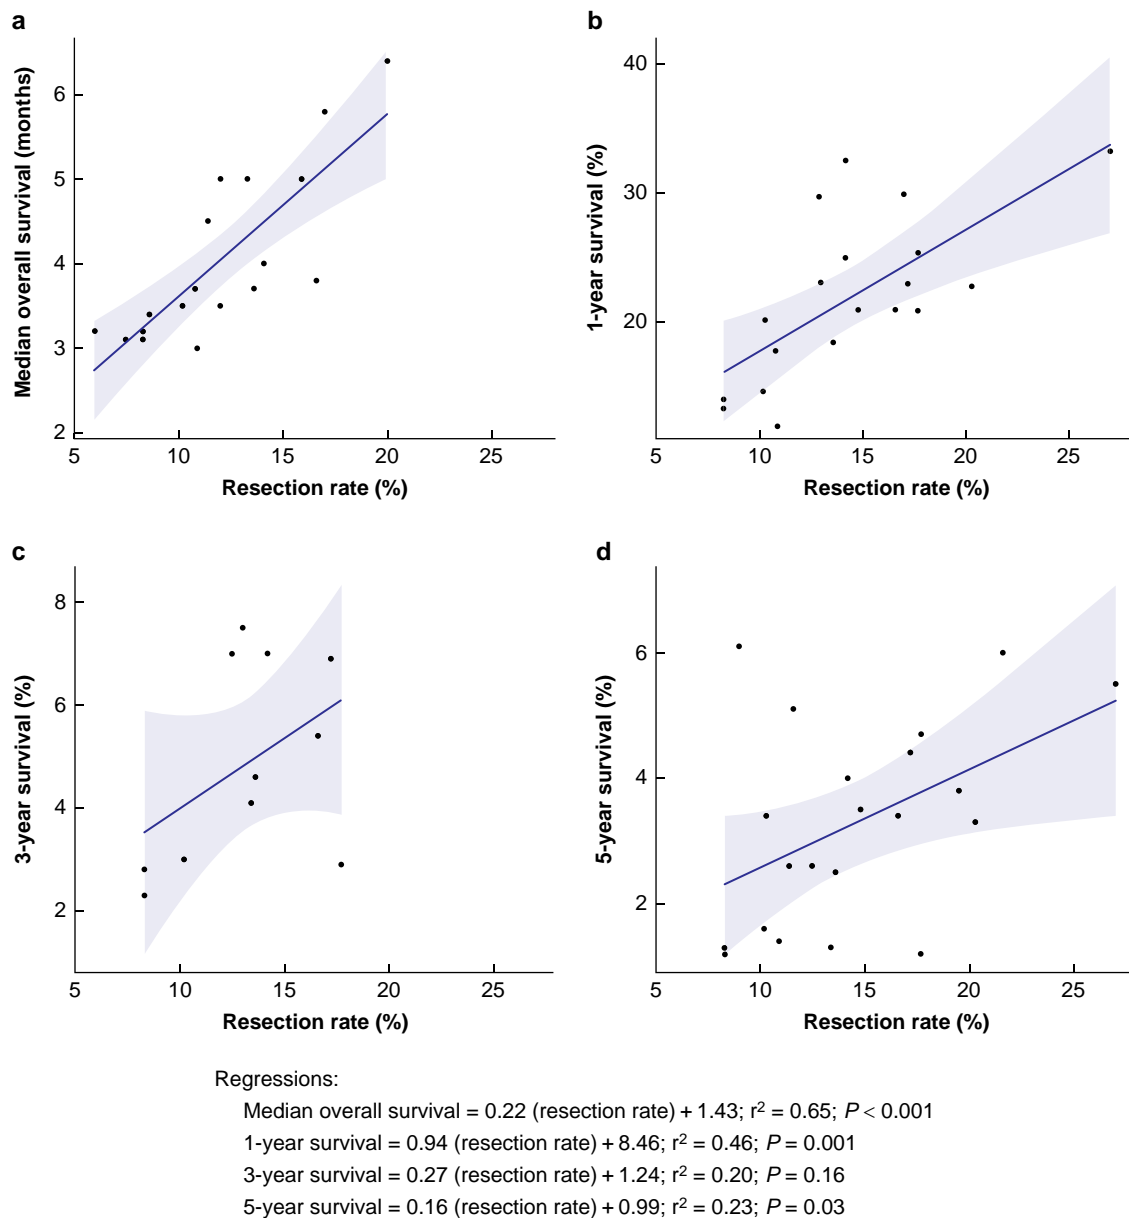 a
Median overall survival (months)
6
5
4
3
2
5 10 15 20 25
Resection rate (%)
b
1-year survival (%)
40
30
20
5 10 15 20 25
Resection rate (%)
c
3-year survival (%)
8
6
4
2
5 10 15 20 25
Resection rate (%)
d
5-year survival (%)
6
4
2
5 10 15 20 25
Resection rate (%)
Regressions:
Median overall survival = 0.22 (resection rate) + 1.43; r² = 0.65; P < 0.001
1-year survival = 0.94 (resection rate) + 8.46; r² = 0.46; P = 0.001
3-year survival = 0.27 (resection rate) + 1.24; r² = 0.20; P = 0.16
5-year survival = 0.16 (resection rate) + 0.99; r² = 0.23; P = 0.03